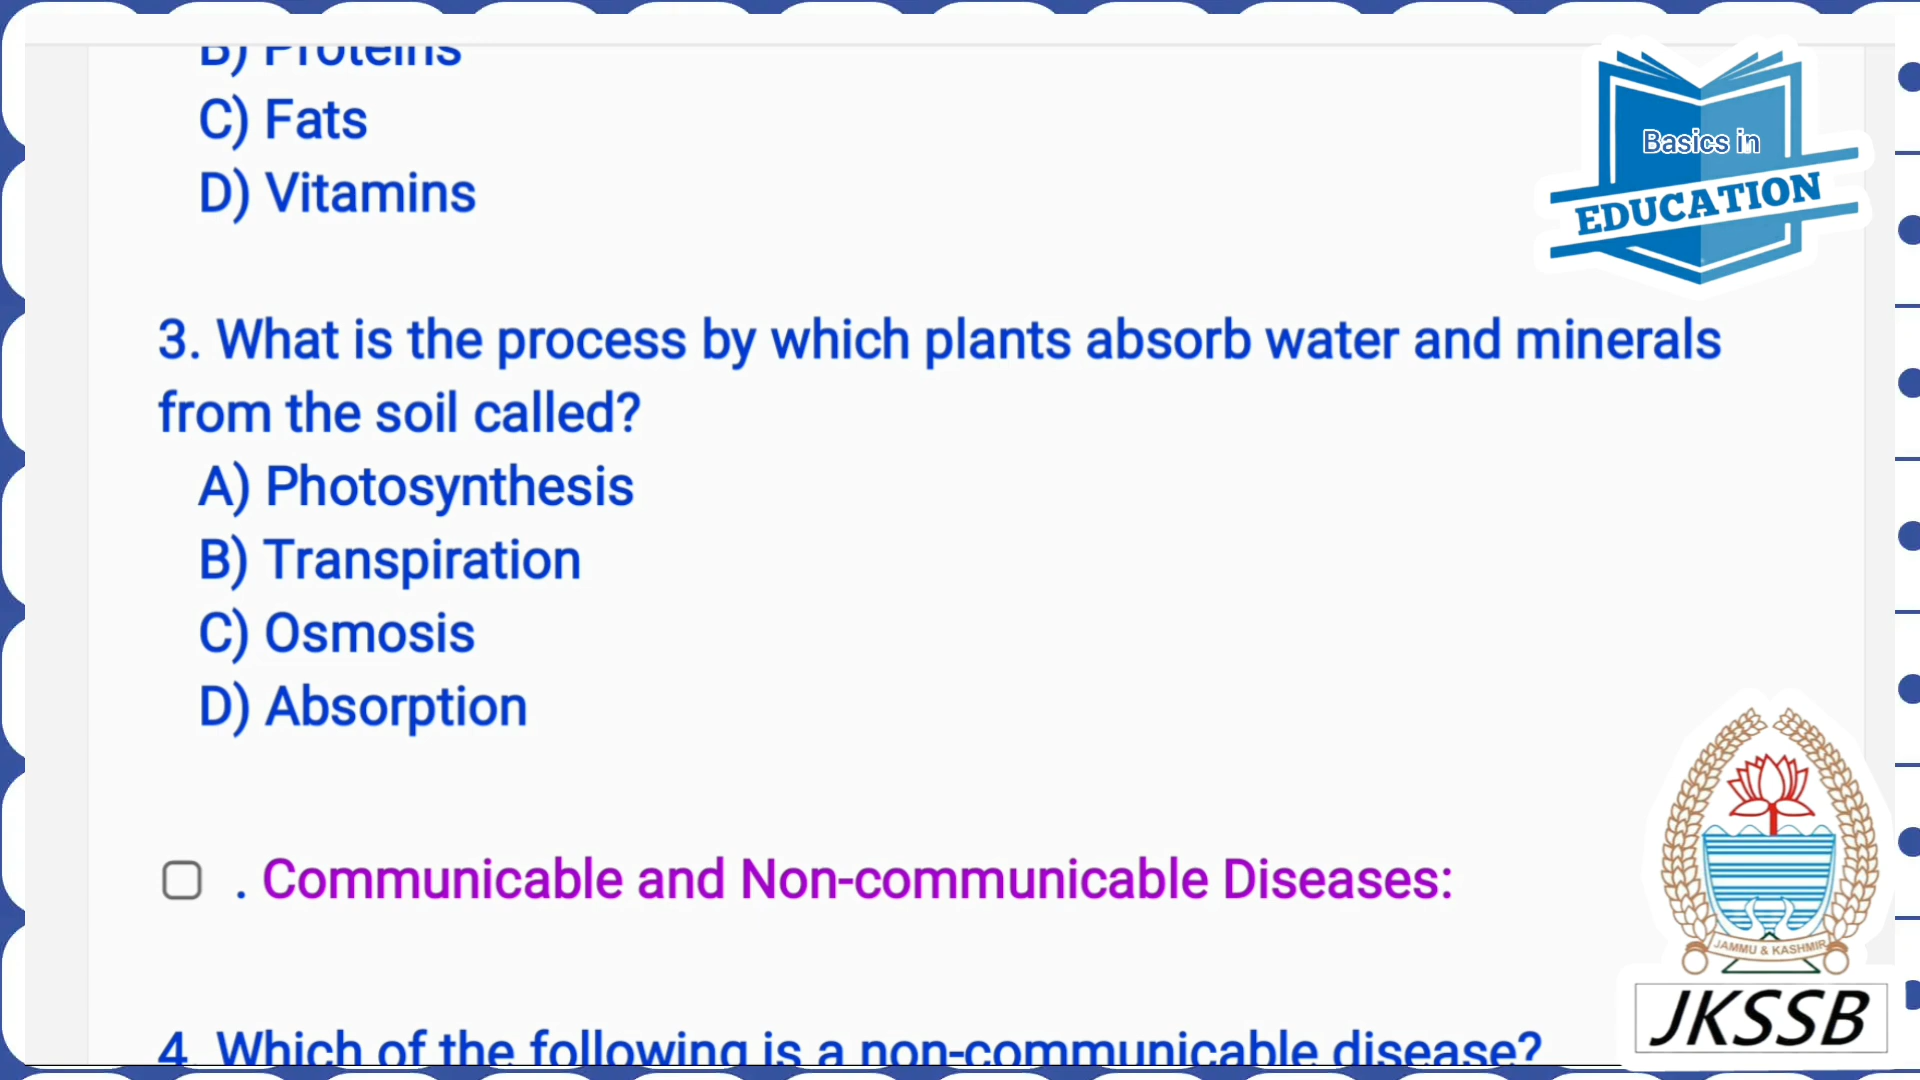 B) Proteins
C) Fats
D) Vitamins
Basics in
EDUCATION
3. What is the process by which plants absorb water and minerals
from the soil called?
A) Photosynthesis
B) Transpiration
C) Osmosis
D) Absorption
. Communicable and Non-communicable Diseases:
JAMMU & KASHMIR
JKSSB
4 Which of the following is a non-communicable disease?